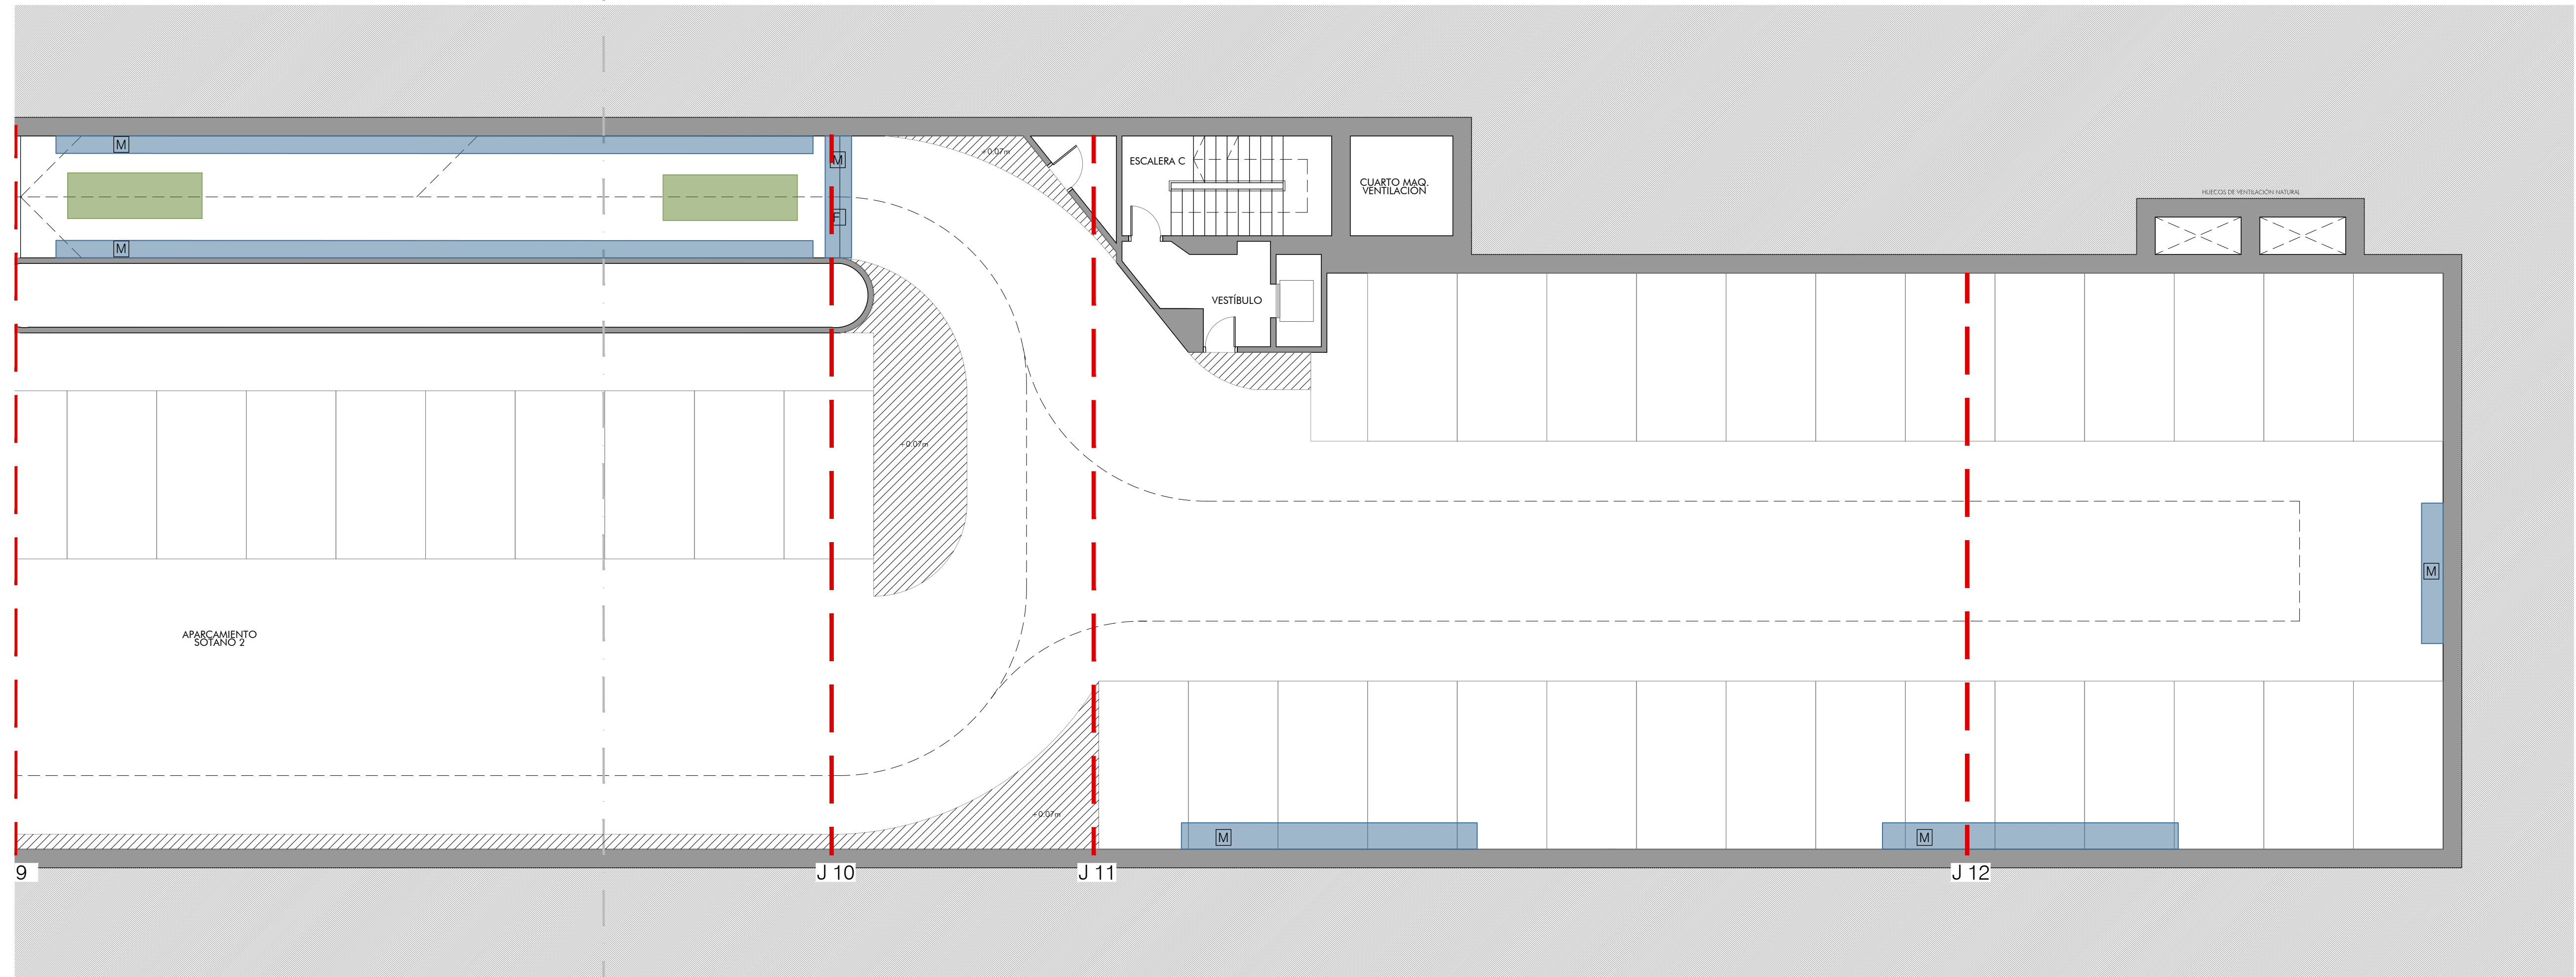 M
M
+0.07m
ESCALERA C
CUARTO MAQ.
VENTILACIÓN
HUECOS DE VENTILACIÓN NATURAL
F
M
VESTÍBULO
+0.07m
M
APARCAMIENTO
SÓTANO 2
+0.07m
M
M
9
J 10
J 11
J 12